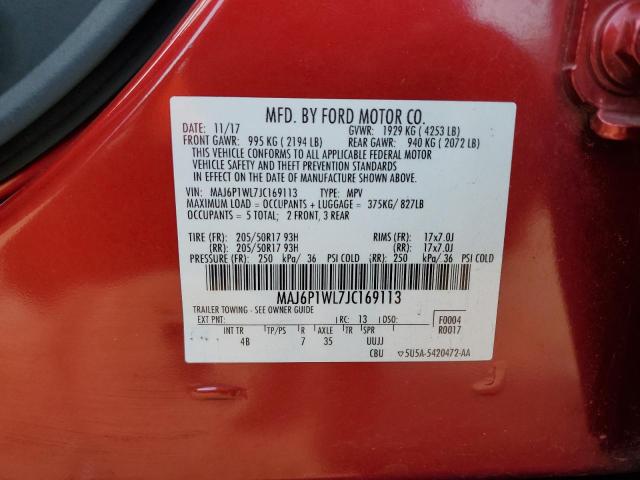 MFD. BY FORD MOTOR CO.
DATE: 11/17 GVWR: 1929 KG ( 4253 LB)
FRONT GAWR: 995 KG ( 2194 LB) REAR GAWR: 940 KG ( 2072 LB)
THIS VEHICLE CONFORMS TO ALL APPLICABLE FEDERAL MOTOR
VEHICLE SAFETY AND THEFT PREVENTION STANDARDS
IN EFFECT ON THE DATE OF MANUFACTURE SHOWN ABOVE.
VIN: MAJ6P1WL7JC169113 TYPE: MPV
MAXIMUM LOAD = OCCUPANTS + LUGGAGE = 375KG/ 827LB
OCCUPANTS = 5 TOTAL; 2 FRONT, 3 REAR
TIRE (FR): 205/50R17 93H RIMS (FR): 17x7.0J
(RR): 205/50R17 93H (RR): 17x7.0J
PRESSURE (FR): 250 kPa/ 36 PSI COLD (RR): 250 kPa/ 36 PSI COLD
MAJ6P1WL7JC169113
TRAILER TOWING - SEE OWNER GUIDE
EXT PNT: RC: 13 DSO: F0004
R0017
INT TR TP/PS R AXLE TR SPR
4B 7 35 UUJJ
CBU ▽5U5A-5420472-AA